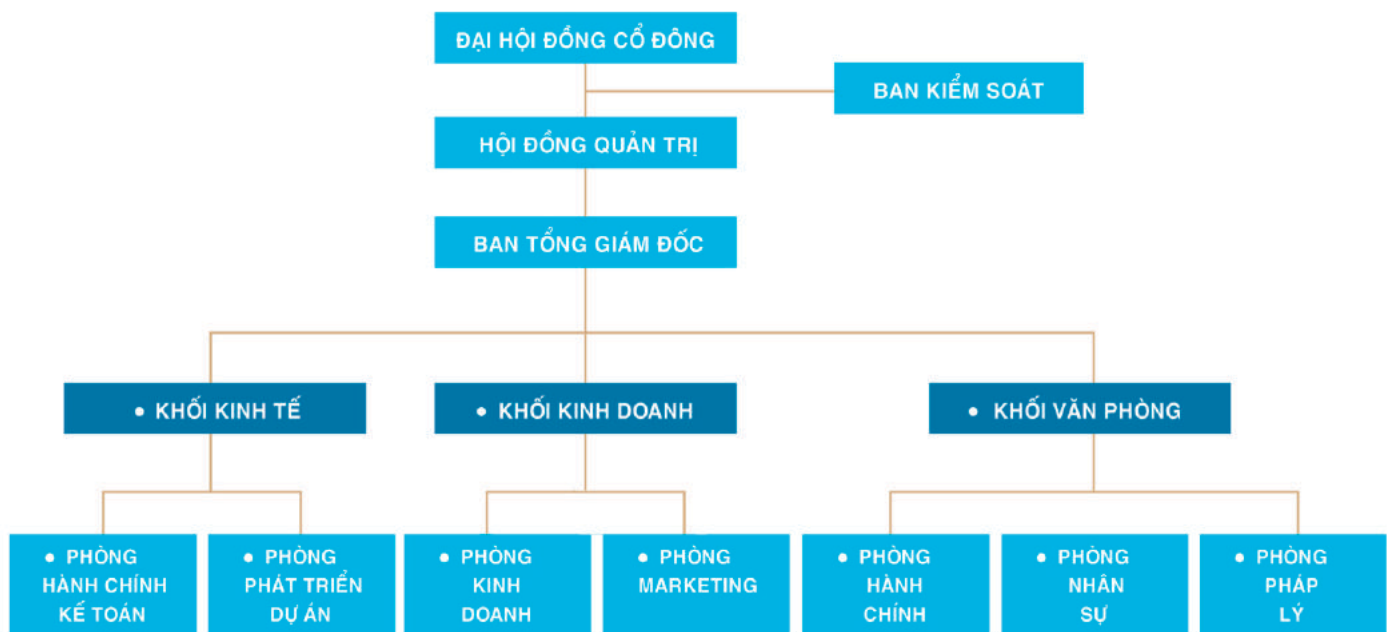 ĐẠI HỘI ĐỒNG CỔ ĐÔNG
BAN KIỂM SOÁT
HỘI ĐỒNG QUẢN TRỊ
BAN TỔNG GIÁM ĐỐC
• KHỐI KINH TẾ
• KHỐI KINH DOANH
• KHỐI VĂN PHÒNG
• PHÒNG
HÀNH CHÍNH
KẾ TOÁN
• PHÒNG
PHÁT TRIỂN
DỰ ÁN
• PHÒNG
KINH
DOANH
• PHÒNG
MARKETING
• PHÒNG
HÀNH
CHÍNH
• PHÒNG
NHÂN
SỰ
• PHÒNG
PHÁP
LÝ